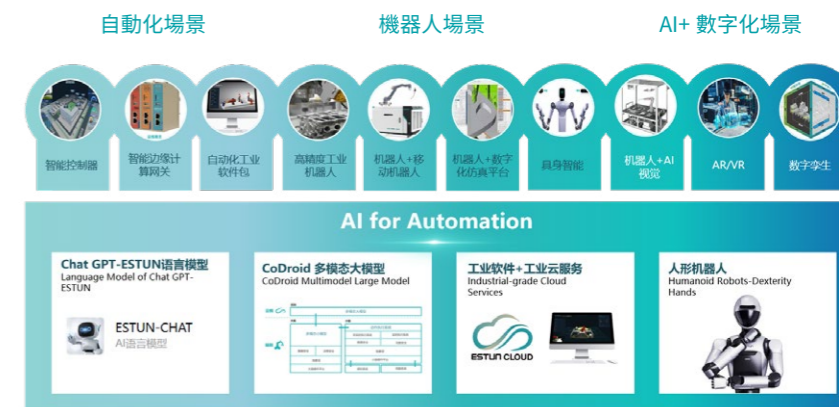 自動化場景
機器人場景
AI+ 數字化場景
智能控制器
智能边缘计
算网关
自动化工业
软件包
高精度工业
机器人
机器人+移
动机器人
机器人+数字
化仿真平台
具身智能
机器人+AI
视觉
AR/VR
数字孪生
AI for Automation
Chat GPT-ESTUN语言模型
Language Model of Chat GPT-
ESTUN
ESTUN-CHAT
AI语言模型
CoDroid 多模态大模型
CoDroid Multimodel Large Model
工业软件+工业云服务
Industrial-grade Cloud
Services
ESTUN CLOUD
人形机器人
Humanoid Robots-Dexterity
Hands